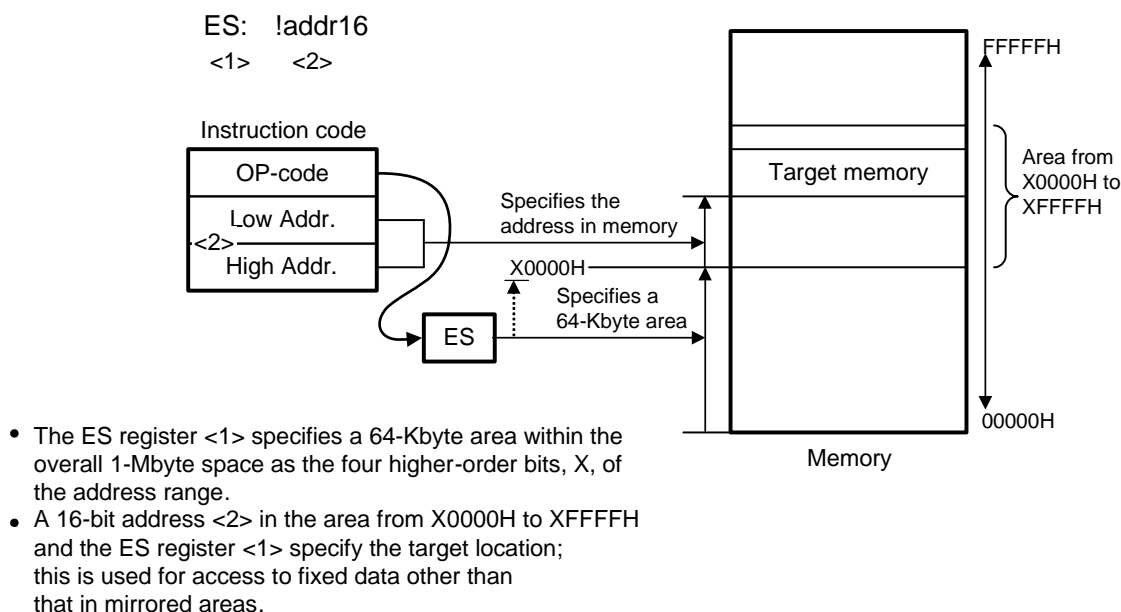 ES: !addr16
<1> <2>
Instruction code
OP-code
Low Addr.
<2>
High Addr.
ES
Specifies the
address in memory
X0000H
Specifies a
64-Kbyte area
FFFFFH
Target memory
Area from
X0000H to
XFFFFH
00000H
Memory
• The ES register <1> specifies a 64-Kbyte area within the
overall 1-Mbyte space as the four higher-order bits, X, of
the address range.
• A 16-bit address <2> in the area from X0000H to XFFFFH
and the ES register <1> specify the target location;
this is used for access to fixed data other than
that in mirrored areas.